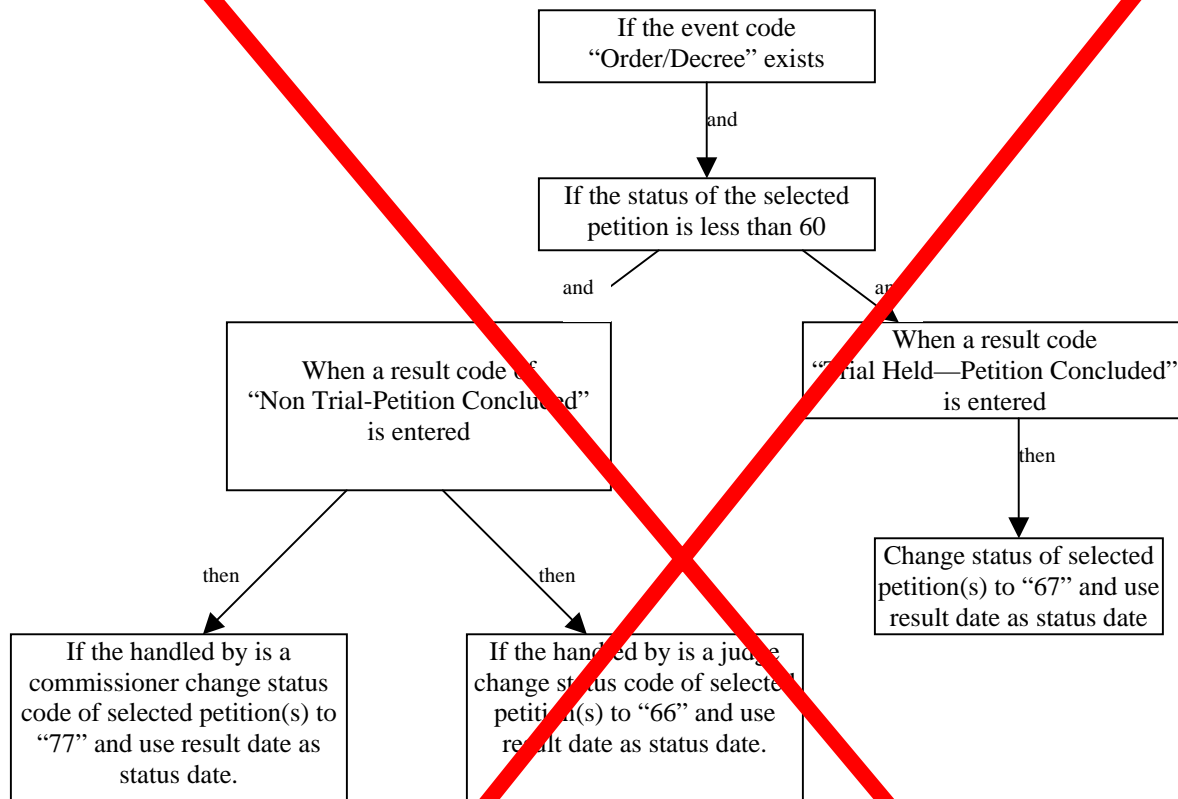 If the event code
“Order/Decree” exists
and
If the status of the selected
petition is less than 60
and
When a result code of
“Non Trial-Petition Concluded”
is entered
When a result code
“Trial Held—Petition Concluded”
is entered
then
then
then
Change status of selected
petition(s) to “67” and use
result date as status date
If the handled by is a
commissioner change status
code of selected petition(s) to
“77” and use result date as
status date.
If the handled by is a judge
change status code of selected
petition(s) to “66” and use
result date as status date.